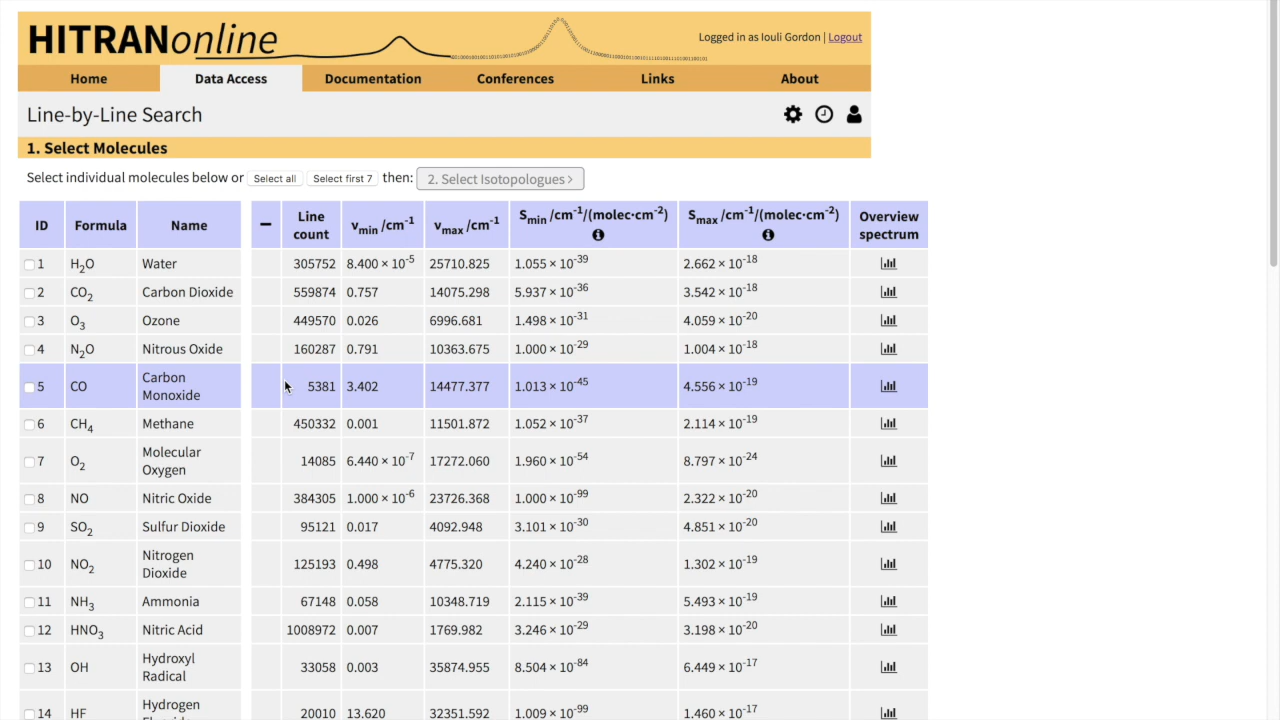 HITRANonline
Logged in as Iouli Gordon | Logout
Home Data Access Documentation Conferences Links About
Line-by-Line Search
1. Select Molecules
Select individual molecules below or Select all Select first 7 then: 2. Select Isotopologues >
ID Formula Name − Line count νmin /cm⁻¹ νmax /cm⁻¹ Smin /cm⁻¹/(molec·cm⁻²) Smax /cm⁻¹/(molec·cm⁻²) Overview spectrum
1 H₂O Water 305752 8.400 × 10⁻⁵ 25710.825 1.055 × 10⁻³⁹ 2.662 × 10⁻¹⁸
2 CO₂ Carbon Dioxide 559874 0.757 14075.298 5.937 × 10⁻³⁶ 3.542 × 10⁻¹⁸
3 O₃ Ozone 449570 0.026 6996.681 1.498 × 10⁻³¹ 4.059 × 10⁻²⁰
4 N₂O Nitrous Oxide 160287 0.791 10363.675 1.000 × 10⁻²⁹ 1.004 × 10⁻¹⁸
5 CO Carbon Monoxide 5381 3.402 14477.377 1.013 × 10⁻⁴⁵ 4.556 × 10⁻¹⁹
6 CH₄ Methane 450332 0.001 11501.872 1.052 × 10⁻³⁷ 2.114 × 10⁻¹⁹
7 O₂ Molecular Oxygen 14085 6.440 × 10⁻⁷ 17272.060 1.960 × 10⁻⁵⁴ 8.797 × 10⁻²⁴
8 NO Nitric Oxide 384305 1.000 × 10⁻⁶ 23726.368 1.000 × 10⁻⁹⁹ 2.322 × 10⁻²⁰
9 SO₂ Sulfur Dioxide 95121 0.017 4092.948 3.101 × 10⁻³⁰ 4.851 × 10⁻²⁰
10 NO₂ Nitrogen Dioxide 125193 0.498 4775.320 4.240 × 10⁻²⁸ 1.302 × 10⁻¹⁹
11 NH₃ Ammonia 67148 0.058 10348.719 2.115 × 10⁻³⁹ 5.493 × 10⁻¹⁹
12 HNO₃ Nitric Acid 1008972 0.007 1769.982 3.246 × 10⁻²⁹ 3.198 × 10⁻²⁰
13 OH Hydroxyl Radical 33058 0.003 35874.955 8.504 × 10⁻⁸⁴ 6.449 × 10⁻¹⁷
14 HF Hydrogen 20010 13.620 32351.592 1.009 × 10⁻⁹⁹ 1.460 × 10⁻¹⁷